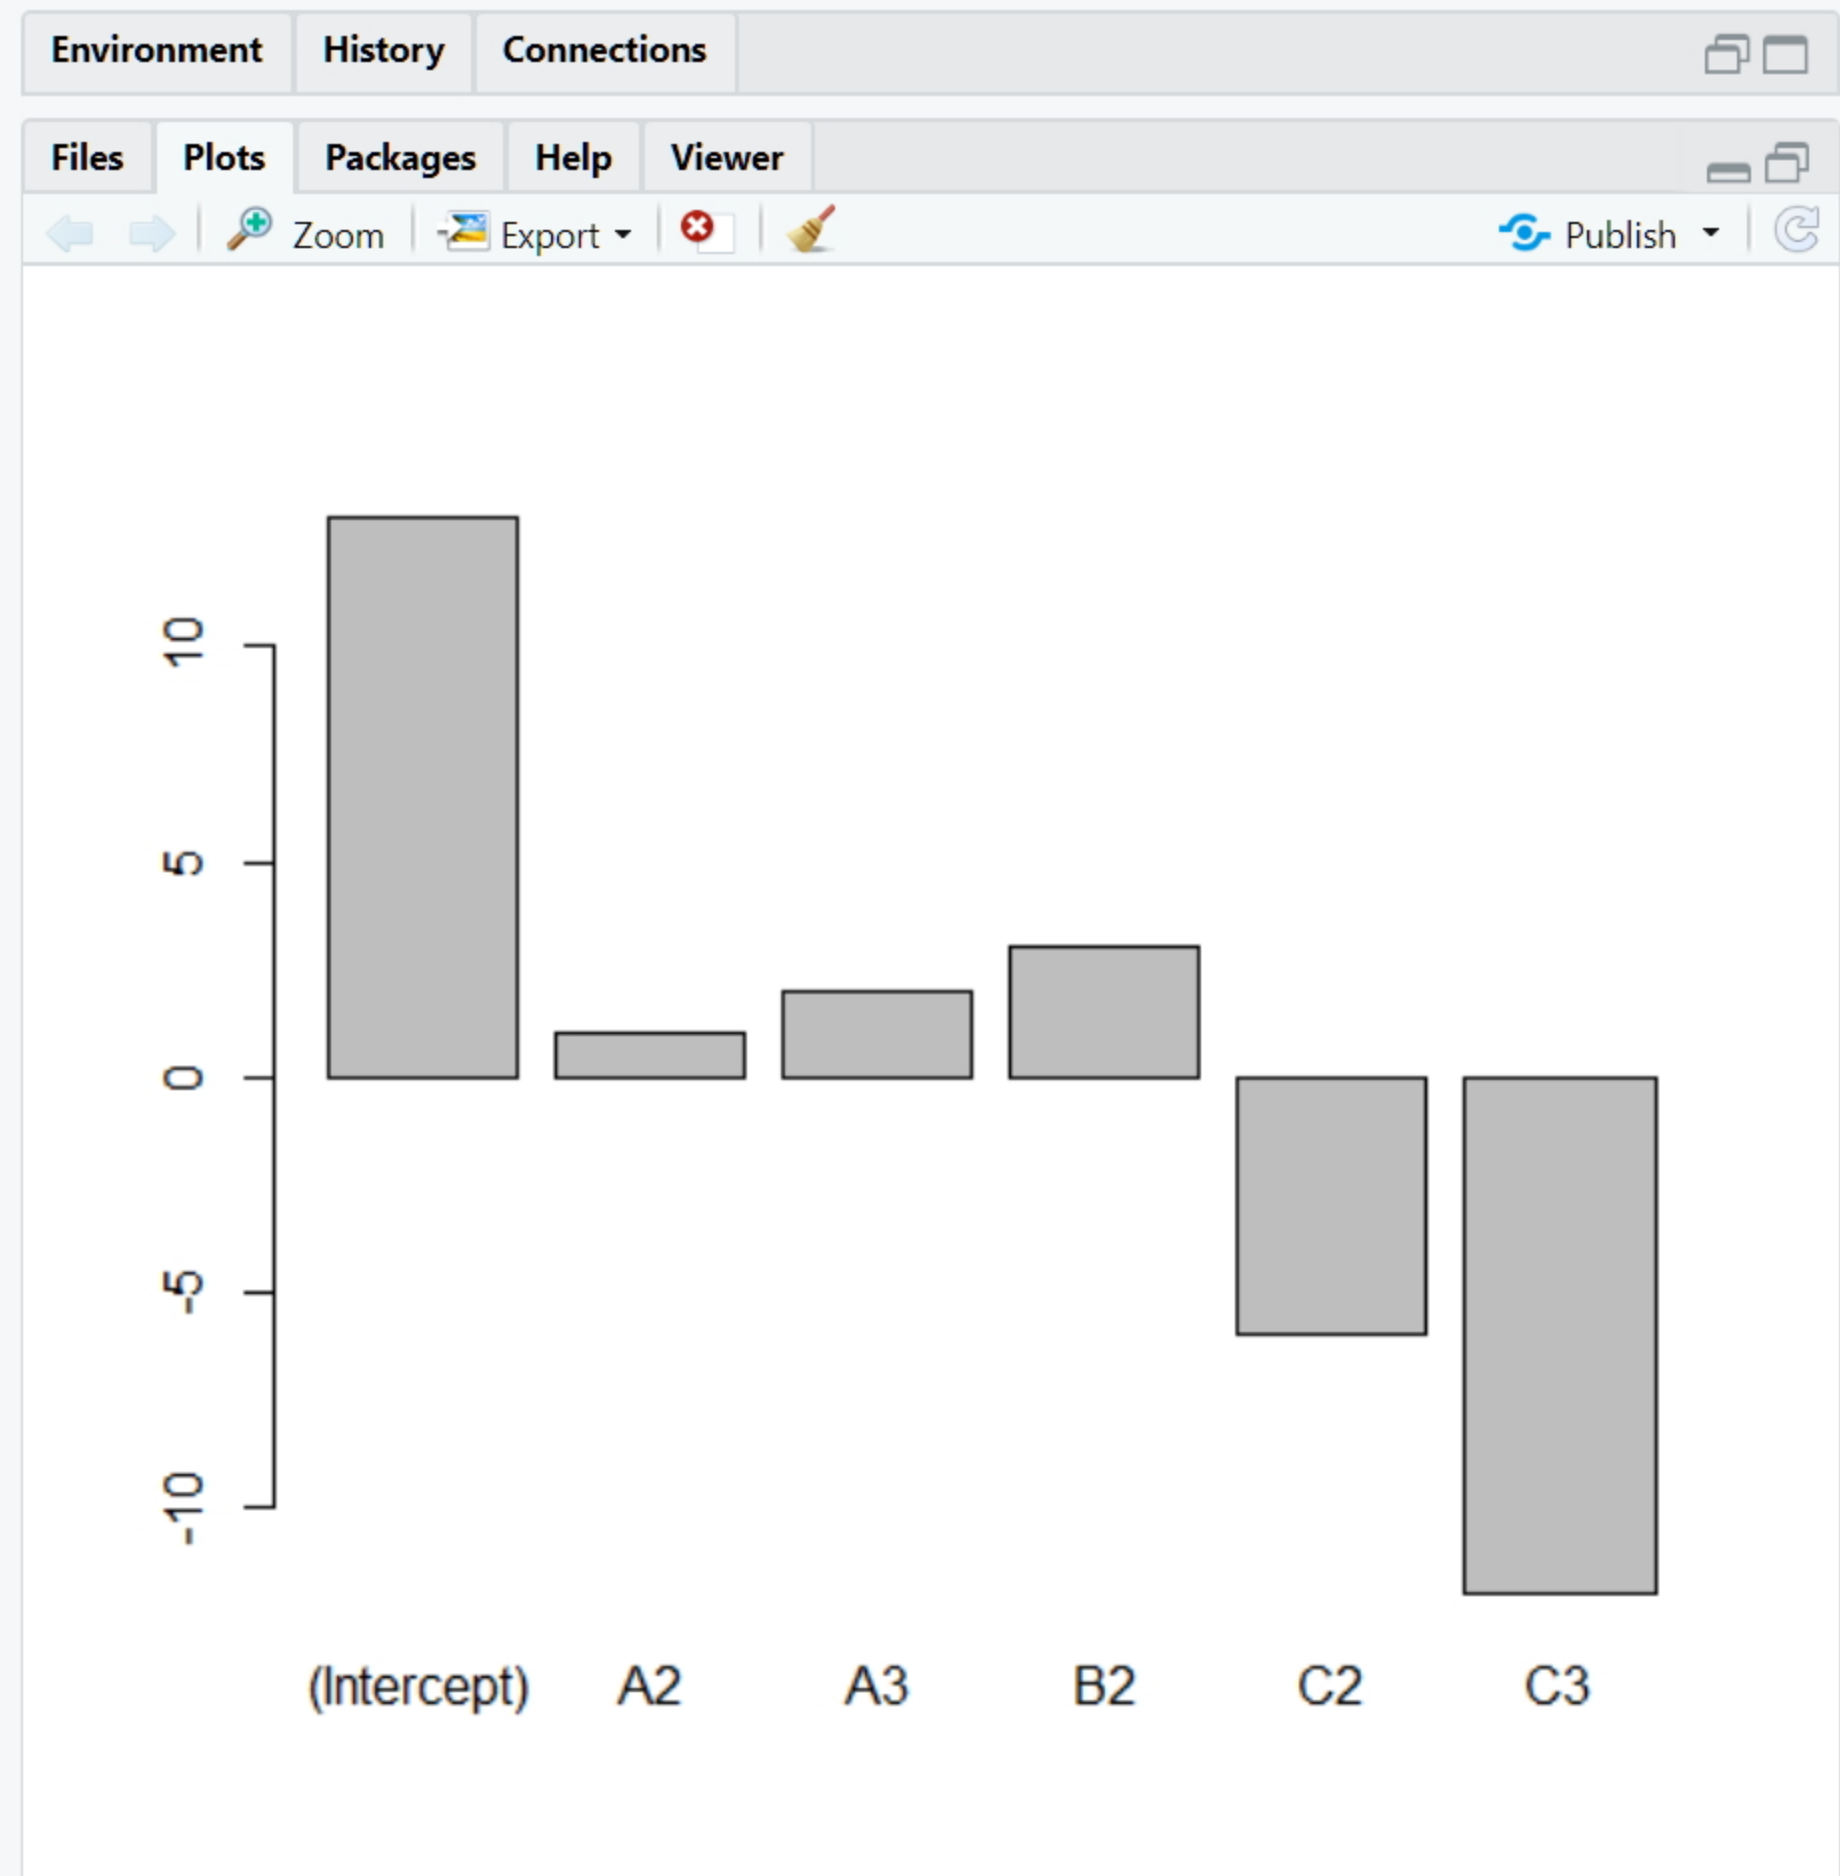 Environment History Connections
Files Plots Packages Help Viewer
Zoom Export Publish
10
5
0
-5
-10
(Intercept) A2 A3 B2 C2 C3